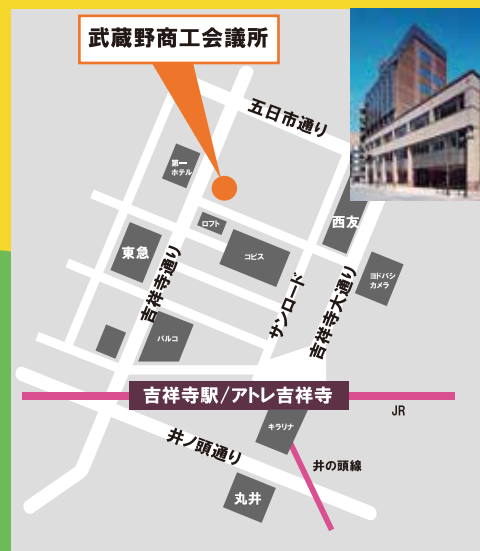 武蔵野商工会議所
五日市通り
第一
ホテル
ロフト
西友
東急
コピス
吉祥寺通り
サンロード
吉祥寺大通り
ヨドバシ
カメラ
パルコ
吉祥寺駅/アトレ吉祥寺
JR
キラリナ
井ノ頭通り
井の頭線
丸井